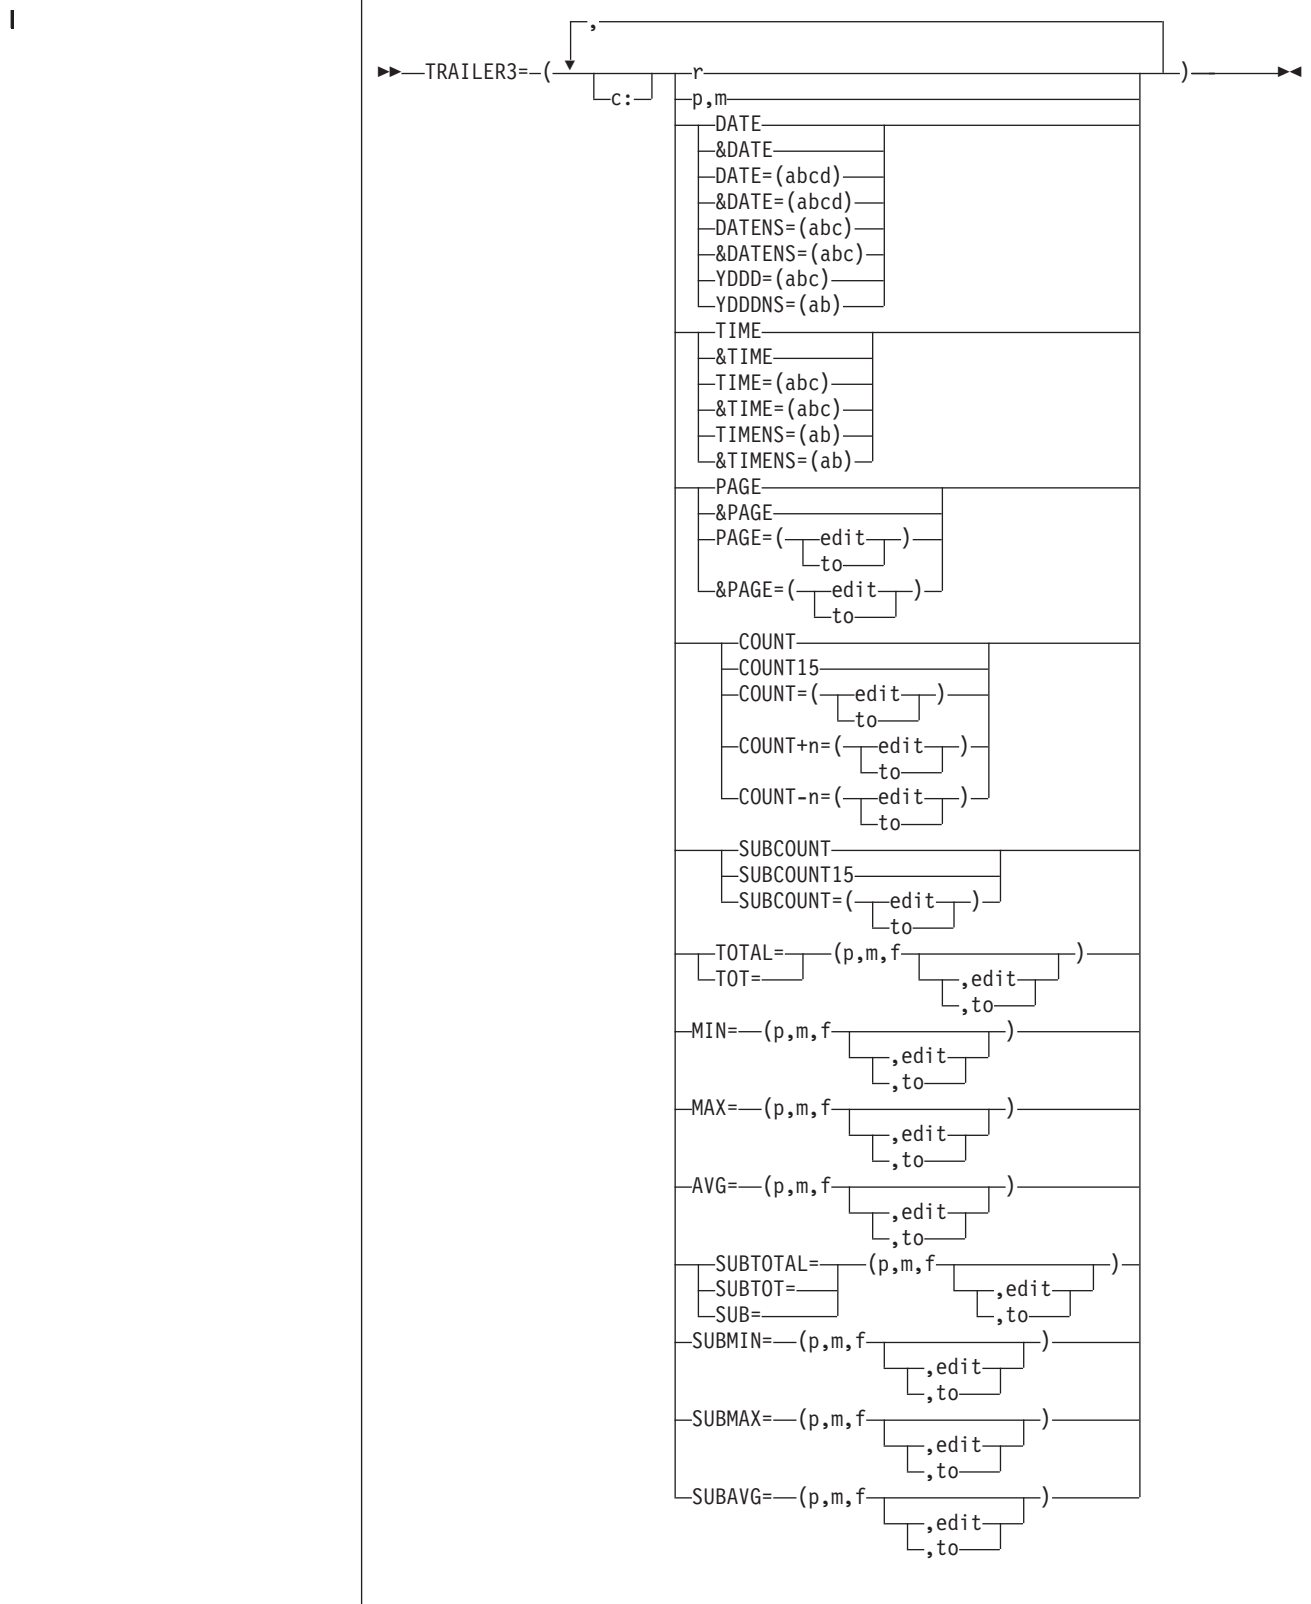 ,
TRAILER3= ( r )
c: p,m
DATE
&DATE
DATE=(abcd)
&DATE=(abcd)
DATENS=(abc)
&DATENS=(abc)
YDDD=(abc)
YDDDNS=(ab)
TIME
&TIME
TIME=(abc)
&TIME=(abc)
TIMENS=(ab)
&TIMENS=(ab)
PAGE
&PAGE
PAGE=( edit )
to
&PAGE=( edit )
to
COUNT
COUNT15
COUNT=( edit )
to
COUNT+n=( edit )
to
COUNT-n=( edit )
to
SUBCOUNT
SUBCOUNT15
SUBCOUNT=( edit )
to
TOTAL= (p,m,f )
TOT= ,edit
,to
MIN= (p,m,f )
,edit
,to
MAX= (p,m,f )
,edit
,to
AVG= (p,m,f )
,edit
,to
SUBTOTAL= (p,m,f )
SUBTOT= ,edit
SUB= ,to
SUBMIN= (p,m,f )
,edit
,to
SUBMAX= (p,m,f )
,edit
,to
SUBAVG= (p,m,f )
,edit
,to